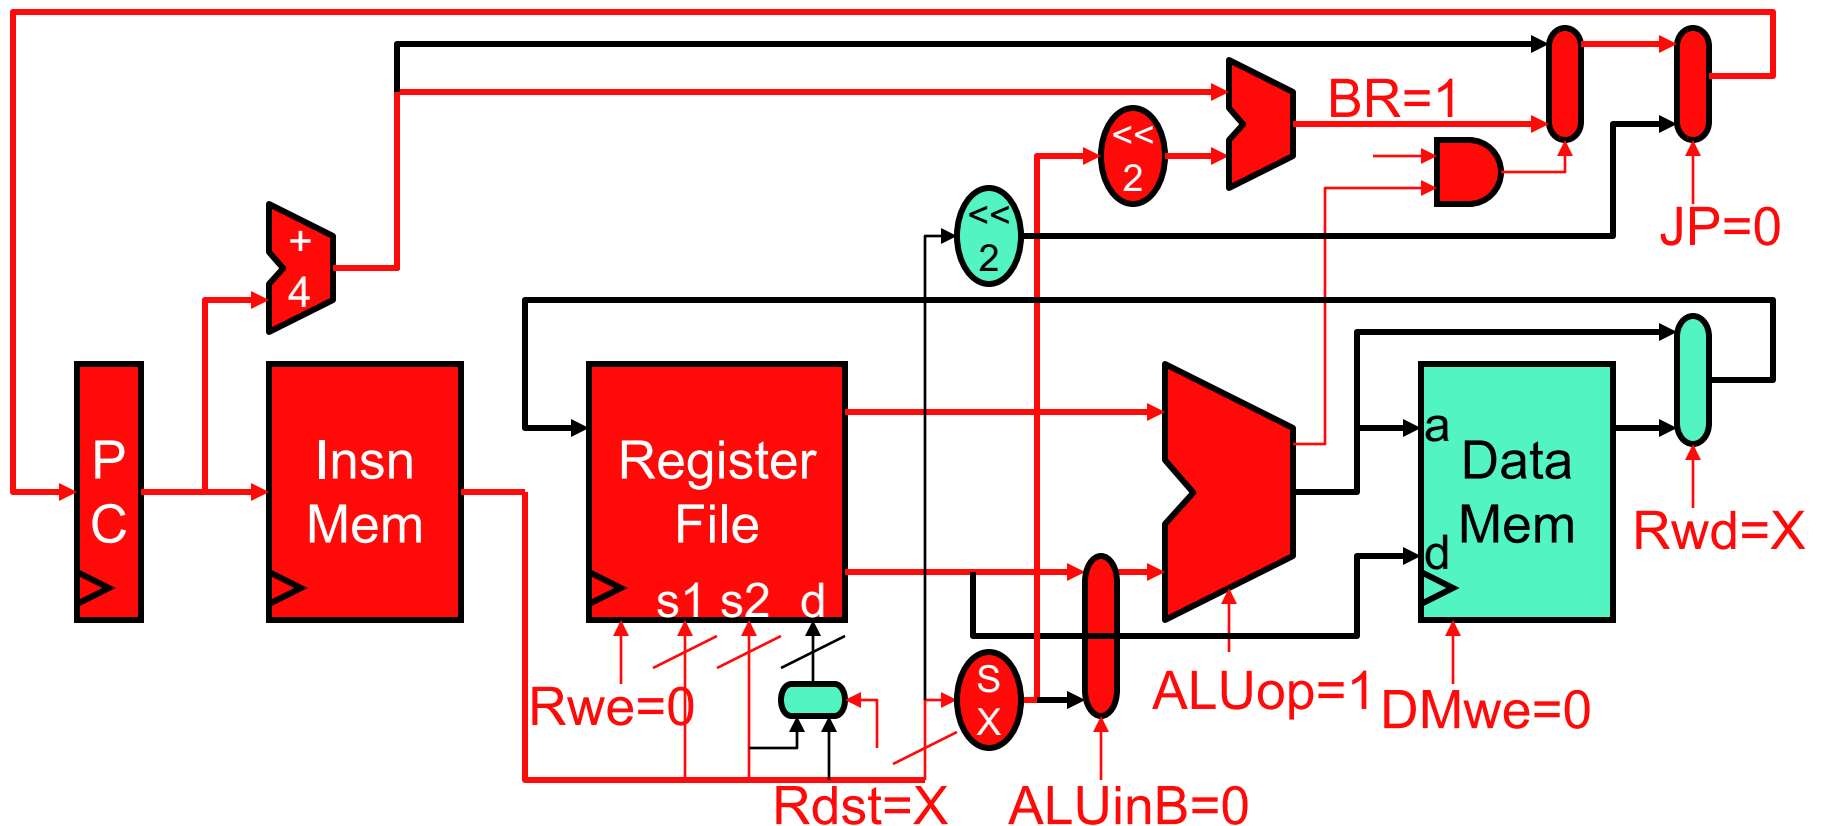 BR=1
<<
2
<<
2
JP=0
+
4
P
C
Insn
Mem
Register
File
s1 s2 d
a
Data
Mem
d
Rwd=X
Rwe=0
S
X
ALUop=1
DMwe=0
Rdst=X
ALUinB=0